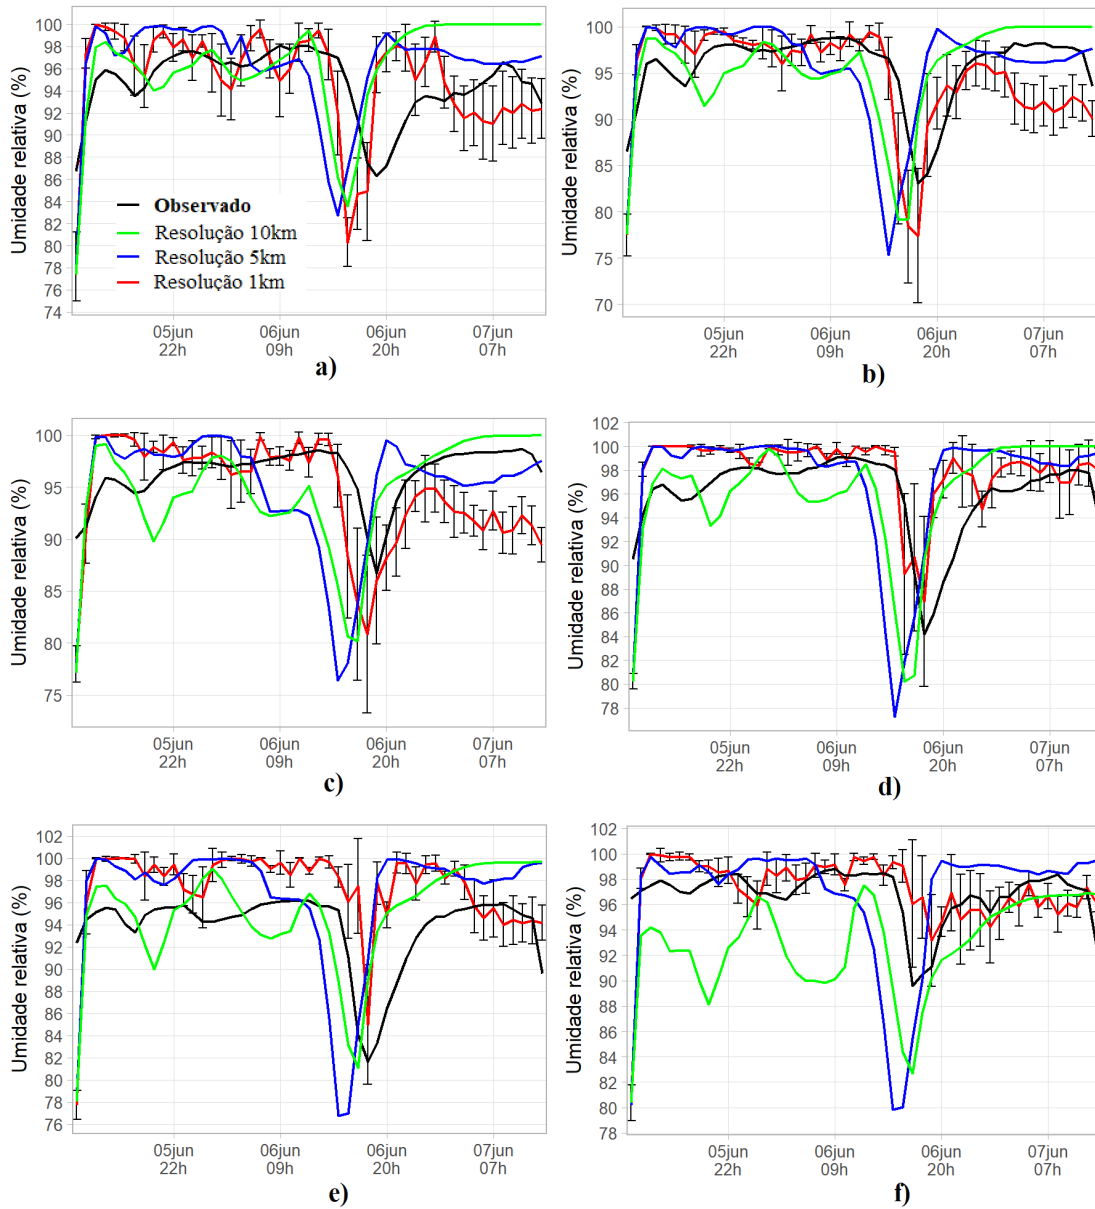 100
98
96
94
92
90
88
86
84
82
80
78
76
74
Umidade relativa (%)
Observado
Resolução 10km
Resolução 5km
Resolução 1km
05jun 06jun 06jun 07jun
22h 09h 20h 07h
a)
100
95
90
85
80
75
70
Umidade relativa (%)
05jun 06jun 06jun 07jun
22h 09h 20h 07h
b)
100
95
90
85
80
75
Umidade relativa (%)
05jun 06jun 06jun 07jun
22h 09h 20h 07h
c)
102
100
98
96
94
92
90
88
86
84
82
80
78
Umidade relativa (%)
05jun 06jun 06jun 07jun
22h 09h 20h 07h
d)
102
100
98
96
94
92
90
88
86
84
82
80
78
76
Umidade relativa (%)
05jun 06jun 06jun 07jun
22h 09h 20h 07h
e)
102
100
98
96
94
92
90
88
86
84
82
80
78
Umidade relativa (%)
05jun 06jun 06jun 07jun
22h 09h 20h 07h
f)